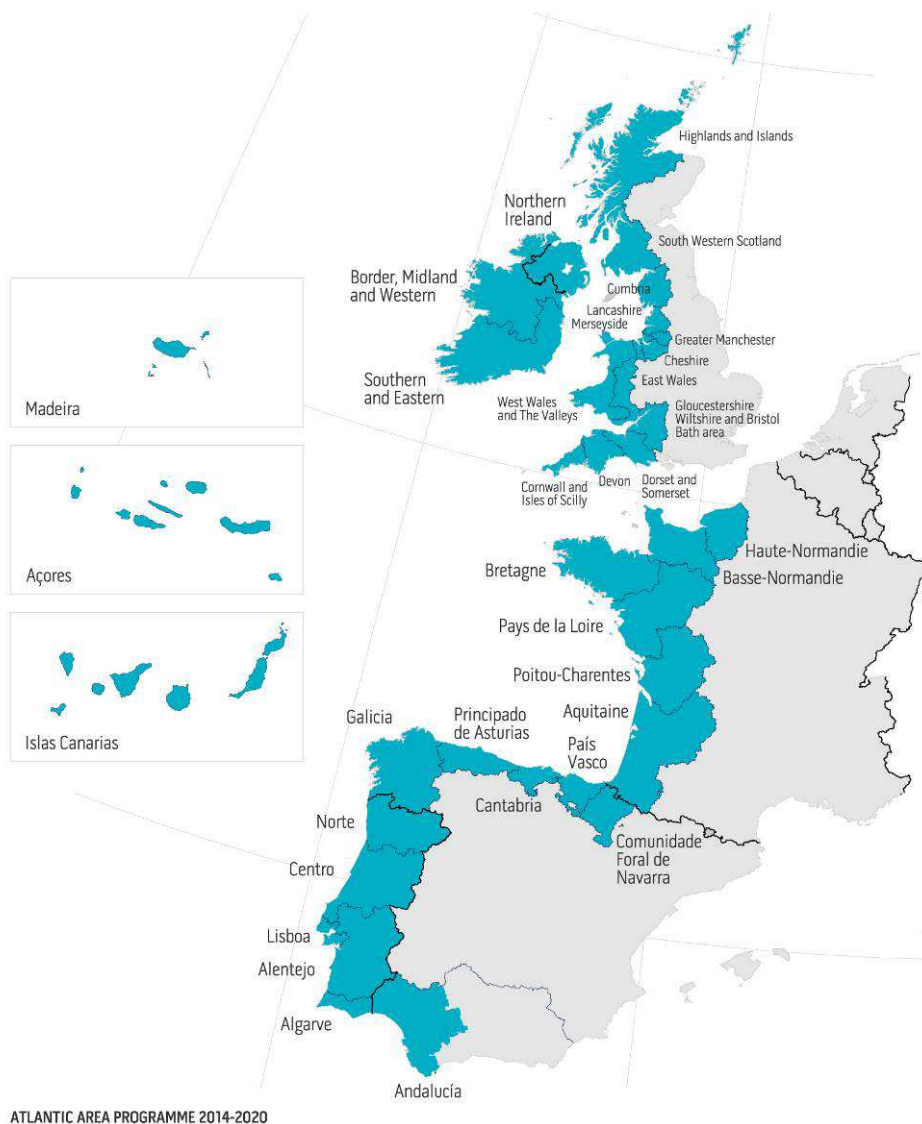 Highlands and Islands
Northern
Ireland
South Western Scotland
Border, Midland
and Western
Cumbria
Lancashire
Merseyside
Greater Manchester
Cheshire
East Wales
Southern
and Eastern
West Wales
and The Valleys
Gloucestershire
Wiltshire and Bristol
Bath area
Cornwall and
Isles of Scilly
Devon
Dorset and
Somerset
Madeira
Açores
Islas Canarias
Haute-Normandie
Basse-Normandie
Bretagne
Pays de la Loire
Poitou-Charentes
Aquitaine
País
Vasco
Principado
de Asturias
Galicia
Cantabria
Comunidade
Foral de
Navarra
Norte
Centro
Lisboa
Alentejo
Algarve
Andalucía
ATLANTIC AREA PROGRAMME 2014-2020